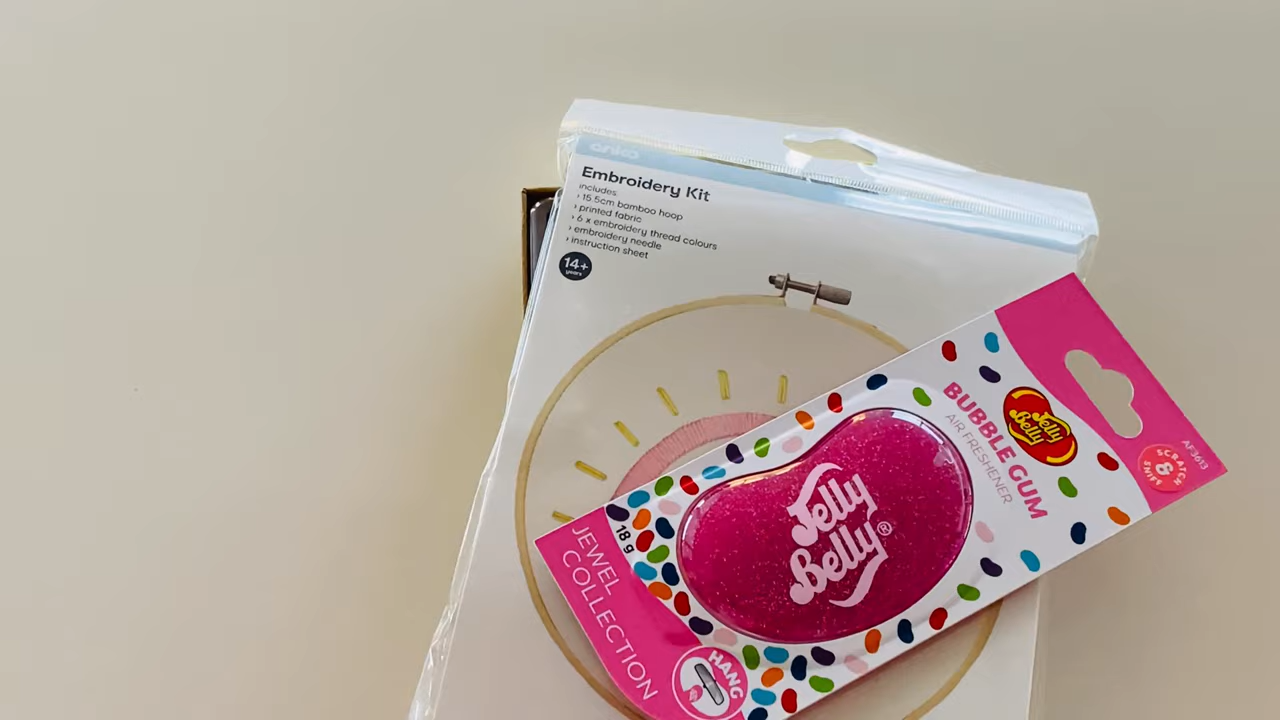 anko
Embroidery Kit
includes:
› 15.5cm bamboo hoop
› printed fabric
› 6 x embroidery thread colours
› embroidery needle
› instruction sheet
14+
years
BUBBLE GUM
AIR FRESHENER
Jelly
Belly
AF3613
SCRATCH
&
SNIFF
Jelly
Belly®
18 g
JEWEL
COLLECTION
HANG